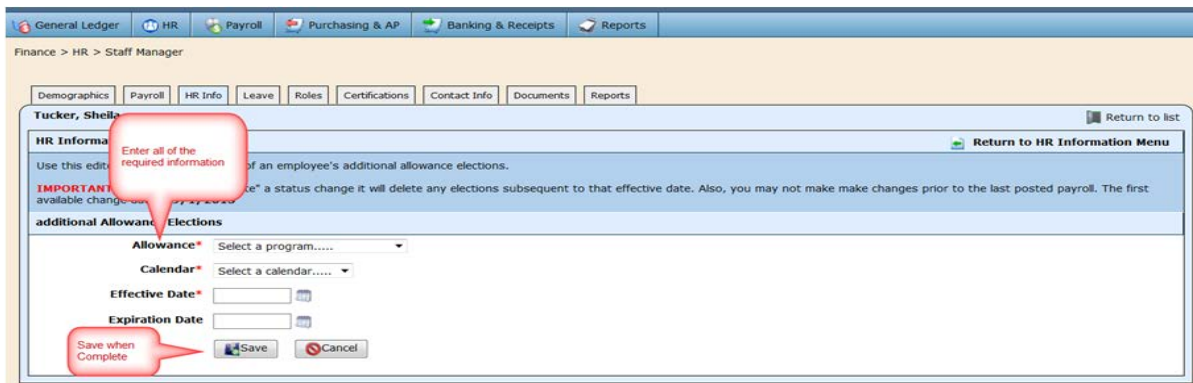 General Ledger HR Payroll Purchasing & AP Banking & Receipts Reports
Finance > HR > Staff Manager
Demographics Payroll HR Info Leave Roles Certifications Contact Info Documents Reports
Tucker, Sheila
Return to list
HR Informa
Return to HR Information Menu
Enter all of the
required information
Use this edito of an employee's additional allowance elections.
IMPORTANT te" a status change it will delete any elections subsequent to that effective date. Also, you may not make make changes prior to the last posted payroll. The first
available change
additional Allowance Elections
Allowance* Select a program.....
Calendar* Select a calendar.....
Effective Date*
Expiration Date
Save when
Complete
Save Cancel